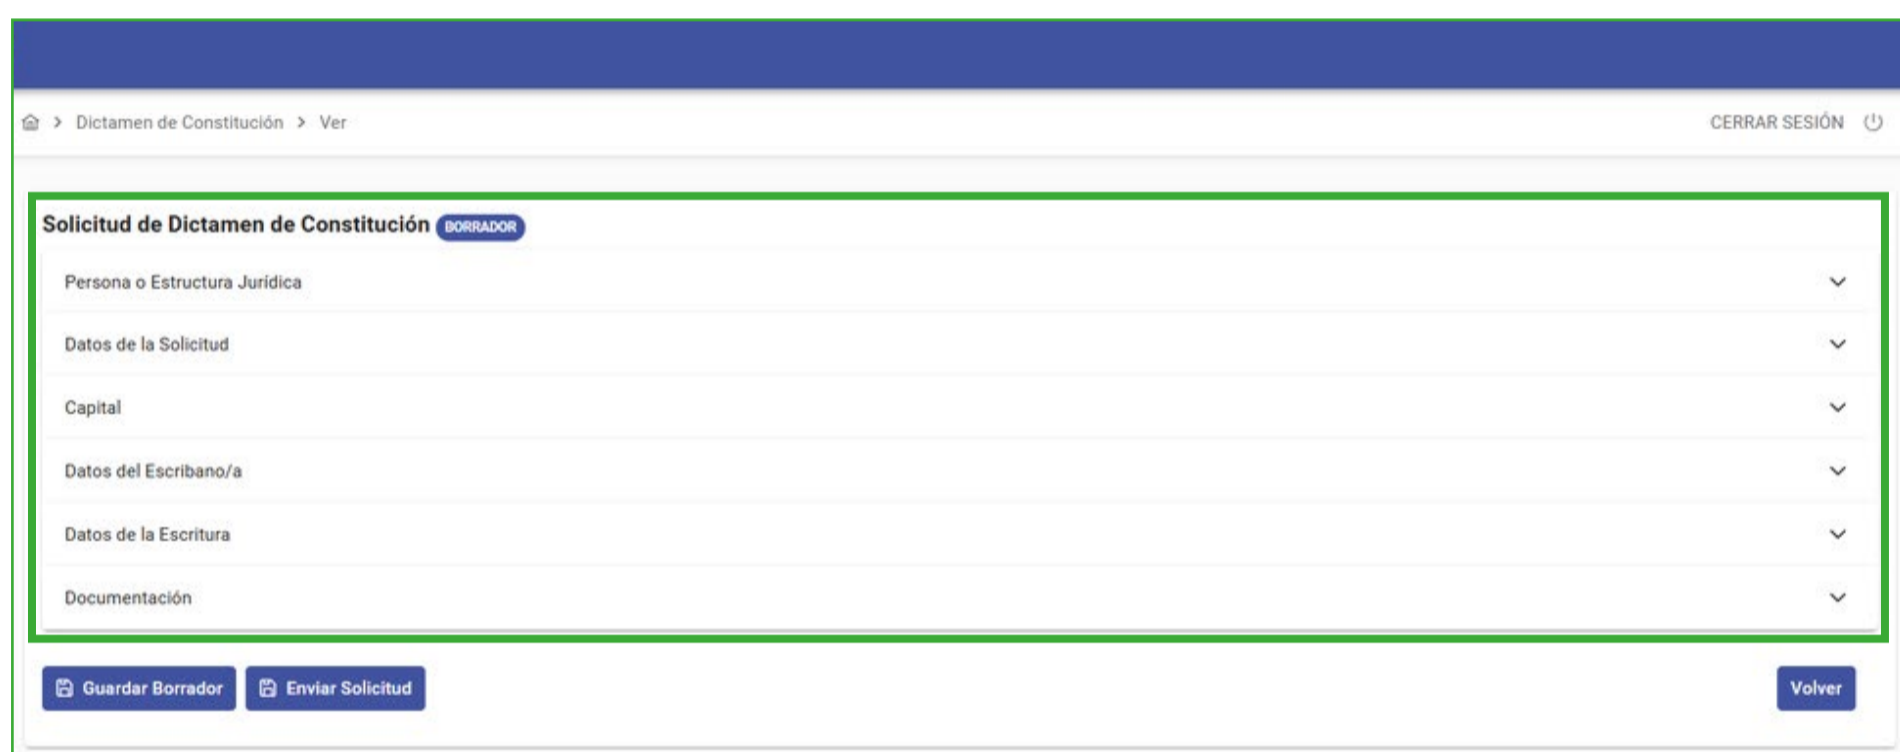 Dictamen de Constitución > Ver CERRAR SESIÓN
Solicitud de Dictamen de Constitución BORRADOR
Persona o Estructura Jurídica
Datos de la Solicitud
Capital
Datos del Escribano/a
Datos de la Escritura
Documentación
Guardar Borrador Enviar Solicitud Volver